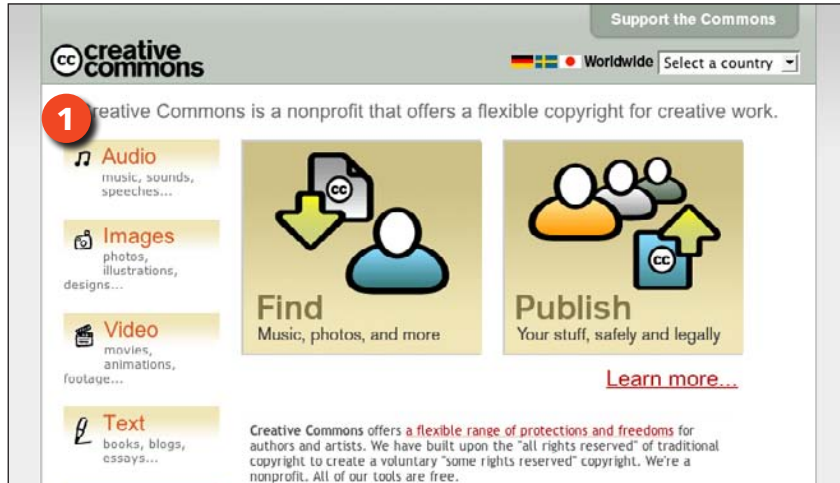 Support the Commons
cc creative commons
Worldwide Select a country
1
reative Commons is a nonprofit that offers a flexible copyright for creative work.
Audio
music, sounds,
speeches...
Images
photos,
illustrations,
designs...
Video
movies,
animations,
footage...
Text
books, blogs,
essays...
cc
Find
Music, photos, and more
cc
Publish
Your stuff, safely and legally
Learn more...
Creative Commons offers a flexible range of protections and freedoms for
authors and artists. We have built upon the "all rights reserved" of traditional
copyright to create a voluntary "some rights reserved" copyright. We're a
nonprofit. All of our tools are free.